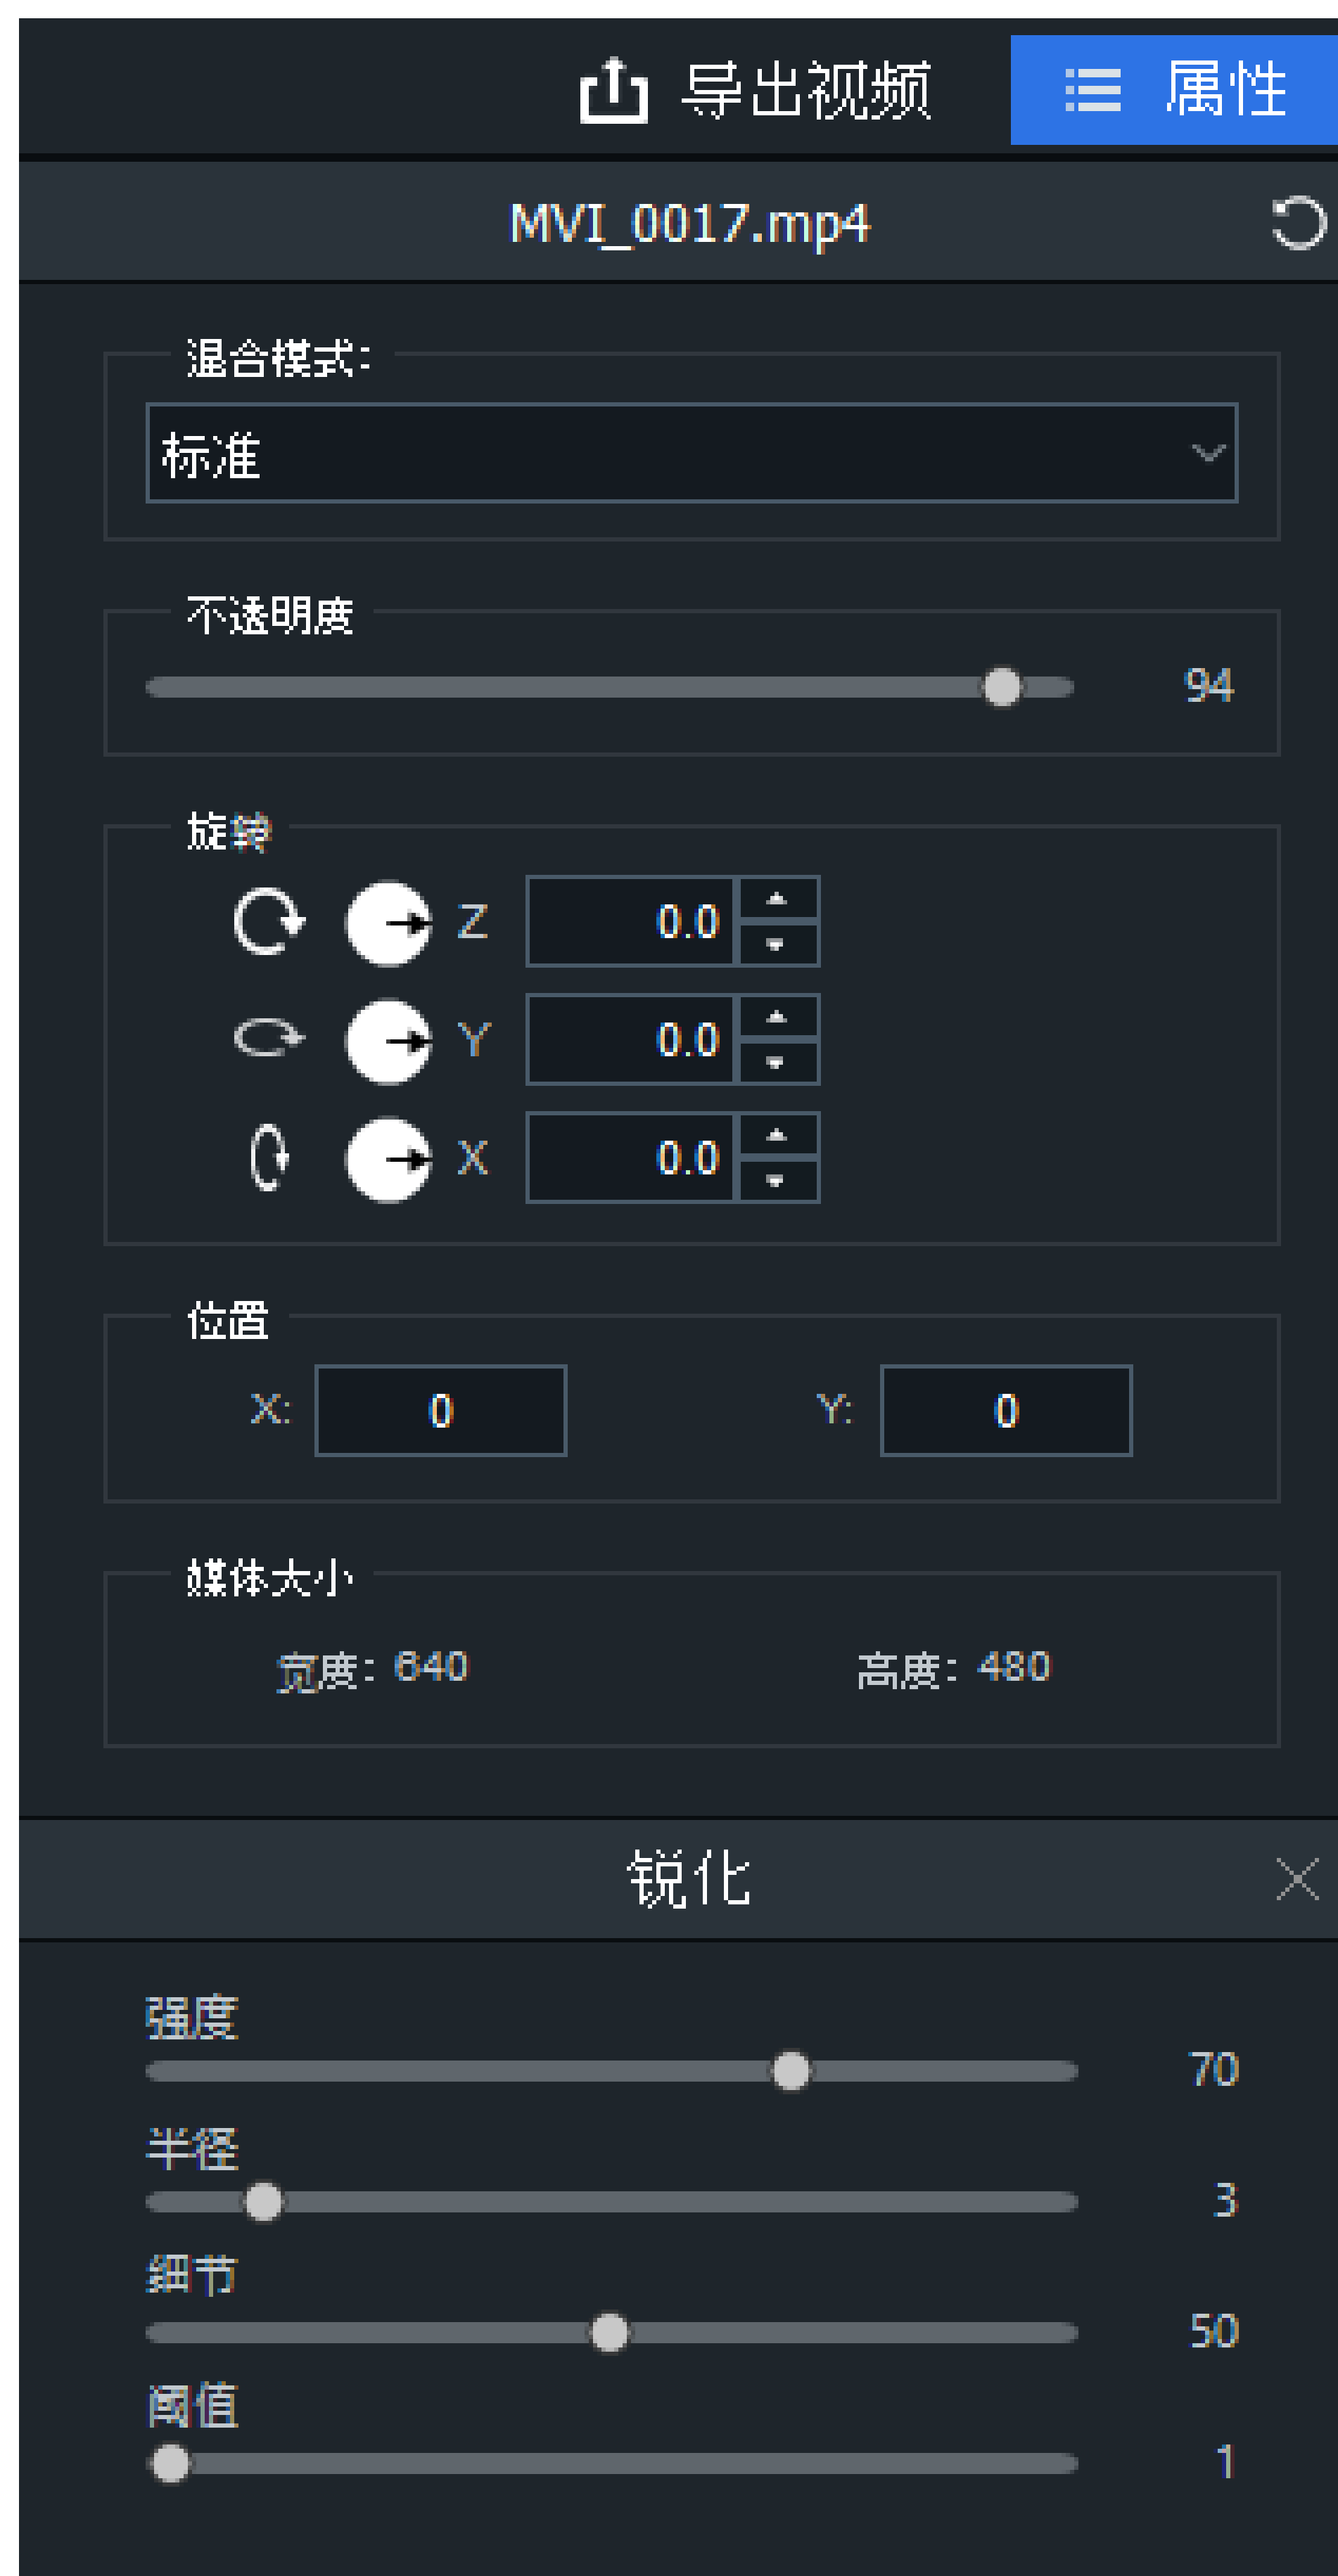 导出视频 属性
MVI_0017.mp4
混合模式:
标准
不透明度
94
旋转
Z 0.0
Y 0.0
X 0.0
位置
X: 0 Y: 0
媒体大小
宽度: 640 高度: 480
锐化
强度
70
半径
3
细节
50
阈值
1